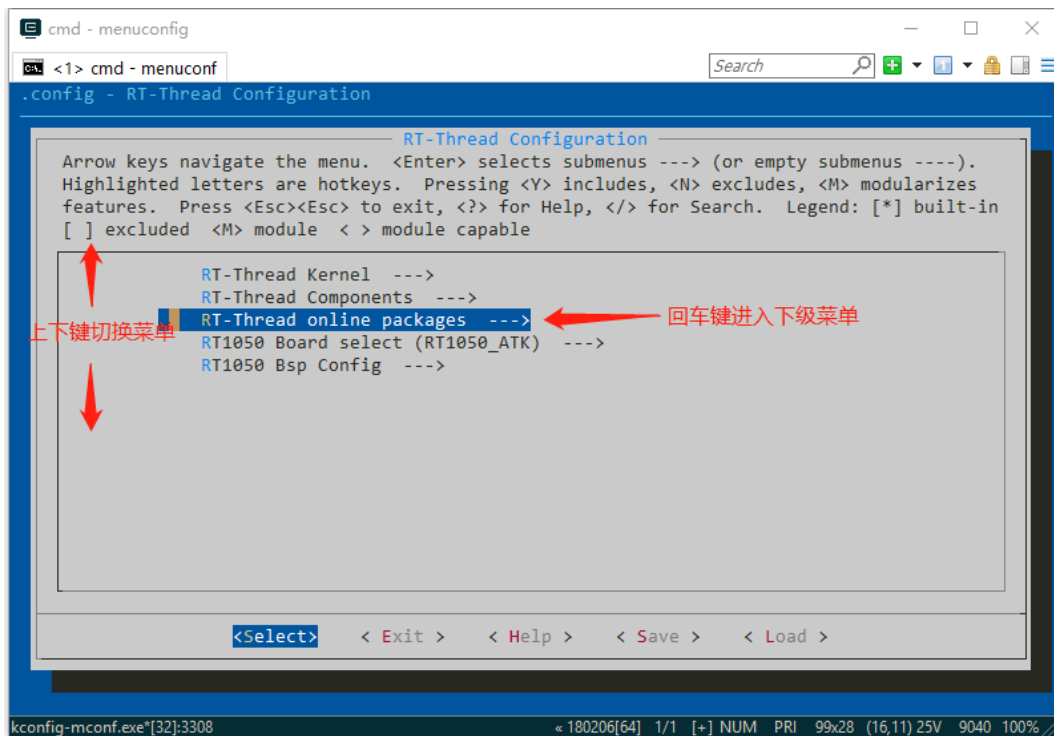 cmd - menuconfig
<1> cmd - menuconf
Search
.config - RT-Thread Configuration
RT-Thread Configuration
Arrow keys navigate the menu.  <Enter> selects submenus ---> (or empty submenus ----).
Highlighted letters are hotkeys.  Pressing <Y> includes, <N> excludes, <M> modularizes
features.  Press <Esc><Esc> to exit, <?> for Help, </> for Search.  Legend: [*] built-in
[ ] excluded  <M> module  < > module capable
RT-Thread Kernel  --->
RT-Thread Components  --->
RT-Thread online packages  --->
回车键进入下级菜单
上下键切换菜单
RT1050 Board select (RT1050_ATK)  --->
RT1050 Bsp Config  --->
<Select>    < Exit >    < Help >    < Save >    < Load >
kconfig-mconf.exe*[32]:3308
« 180206[64]  1/1  [+] NUM  PRI  99x28  (16,11) 25V  9040  100%